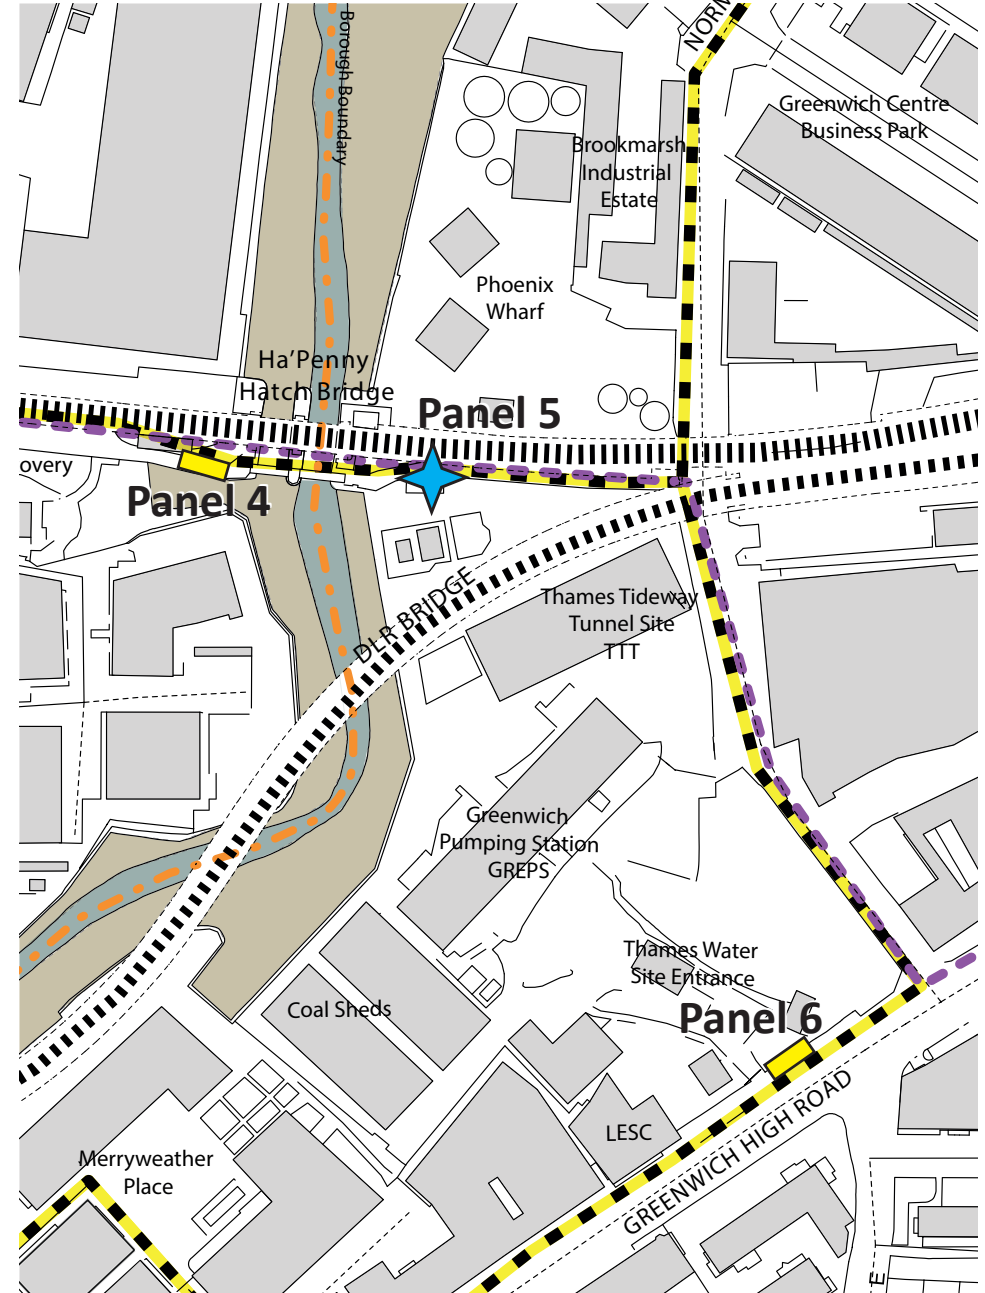 Borough Boundary
NORM
Greenwich Centre
Business Park
Brookmarsh
Industrial
Estate
Phoenix
Wharf
Ha’Penny
Hatch Bridge
Panel 5
overy
Panel 4
DLR BRIDGE
Thames Tideway
Tunnel Site
TTT
Greenwich
Pumping Station
GREPS
Thames Water
Site Entrance
Coal Sheds
Panel 6
LESC
GREENWICH HIGH ROAD
Merryweather
Place
E